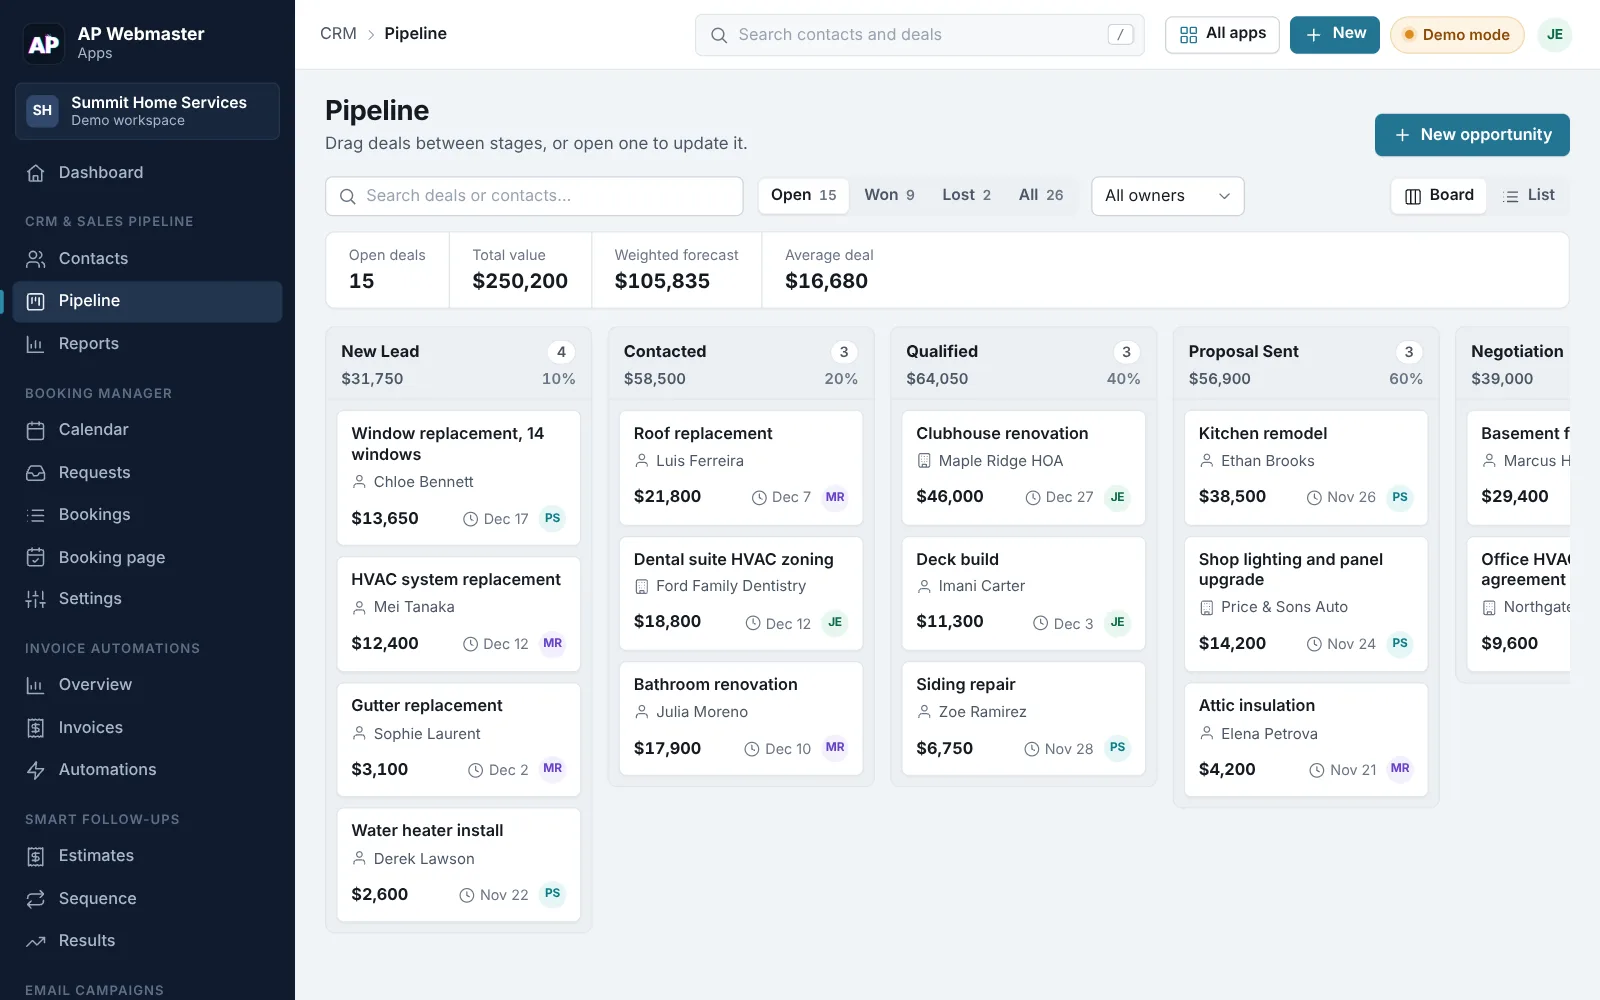 AP
AP Webmaster
Apps
SH
Summit Home Services
Demo workspace
Dashboard
CRM & SALES PIPELINE
Contacts
Pipeline
Reports
BOOKING MANAGER
Calendar
Requests
Bookings
Booking page
Settings
INVOICE AUTOMATIONS
Overview
Invoices
Automations
SMART FOLLOW-UPS
Estimates
Sequence
Results
EMAIL CAMPAIGNS
CRM > Pipeline
Search contacts and deals /
All apps
+ New
Demo mode
JE
Pipeline
Drag deals between stages, or open one to update it.
+ New opportunity
Search deals or contacts...
Open 15 Won 9 Lost 2 All 26
All owners
Board List
Open deals
15
Total value
$250,200
Weighted forecast
$105,835
Average deal
$16,680
New Lead 4
$31,750 10%
Window replacement, 14
windows
Chloe Bennett
$13,650 Dec 17 PS
HVAC system replacement
Mei Tanaka
$12,400 Dec 12 MR
Gutter replacement
Sophie Laurent
$3,100 Dec 2 MR
Water heater install
Derek Lawson
$2,600 Nov 22 PS
Contacted 3
$58,500 20%
Roof replacement
Luis Ferreira
$21,800 Dec 7 MR
Dental suite HVAC zoning
Ford Family Dentistry
$18,800 Dec 12 JE
Bathroom renovation
Julia Moreno
$17,900 Dec 10 MR
Qualified 3
$64,050 40%
Clubhouse renovation
Maple Ridge HOA
$46,000 Dec 27 JE
Deck build
Imani Carter
$11,300 Dec 3 JE
Siding repair
Zoe Ramirez
$6,750 Nov 28 PS
Proposal Sent 3
$56,900 60%
Kitchen remodel
Ethan Brooks
$38,500 Nov 26 PS
Shop lighting and panel
upgrade
Price & Sons Auto
$14,200 Nov 24 PS
Attic insulation
Elena Petrova
$4,200 Nov 21 MR
Negotiation
$39,000
Basement f
Marcus H
$29,400
Office HVA
agreement
Northgate
$9,600